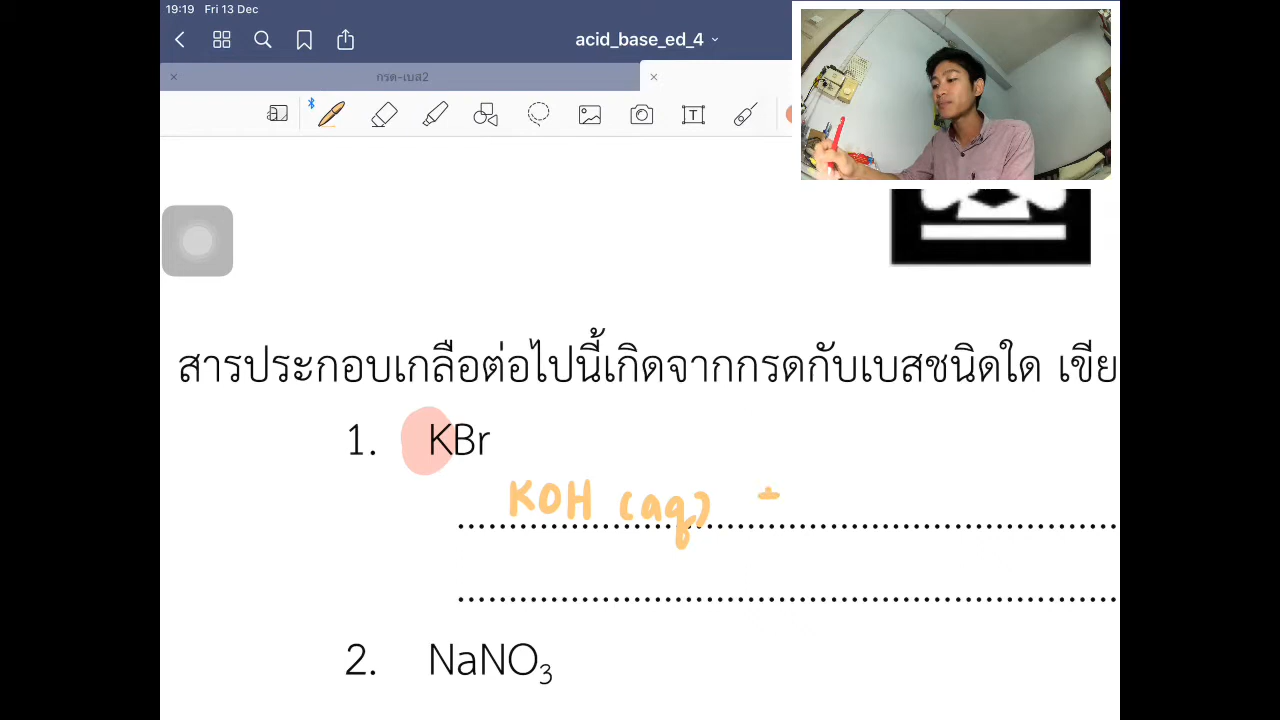 19:19 Fri 13 Dec
acid_base_ed_4
กรด-เบส2
T
สารประกอบเกลือต่อไปนี้เกิดจากกรดกับเบสชนิดใด เขีย
1. KBr
KOH (aq) +
2. NaNO₃